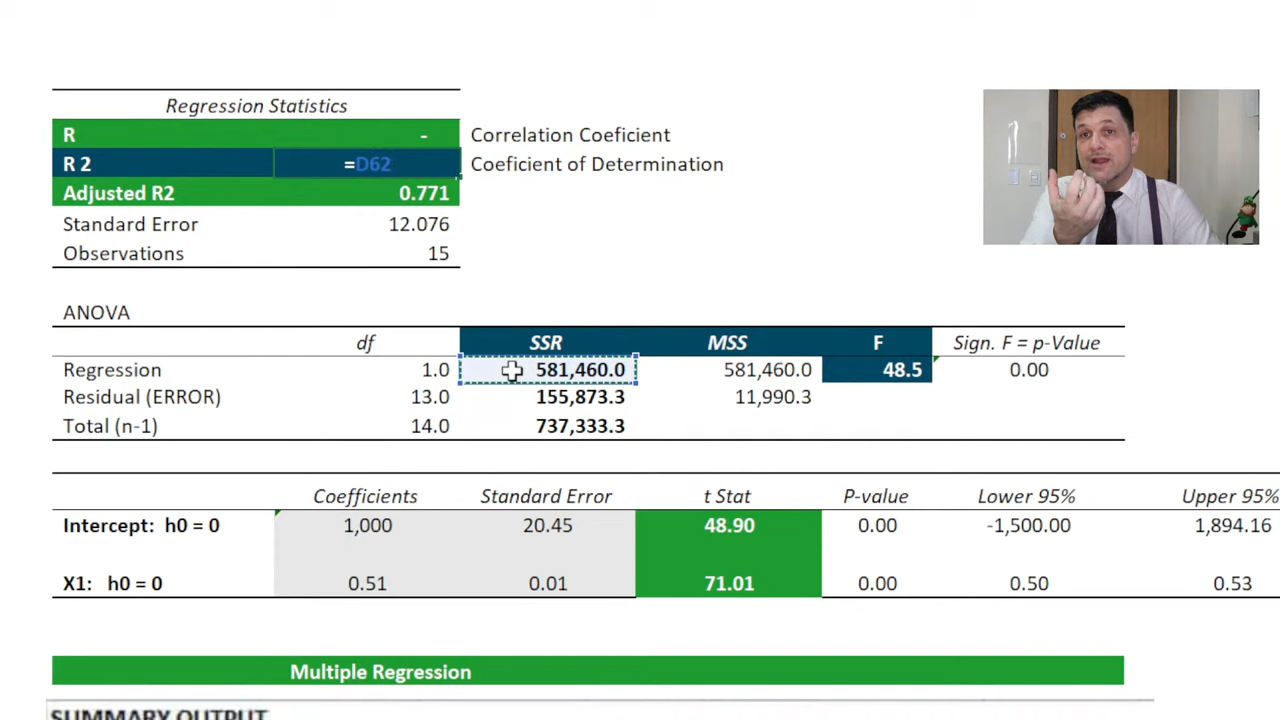 Regression Statistics
R - Correlation Coeficient
R 2 =D62 Coeficient of Determination
Adjusted R2 0.771
Standard Error 12.076
Observations 15
ANOVA
df SSR MSS F Sign. F = p-Value
Regression 1.0 581,460.0 581,460.0 48.5 0.00
Residual (ERROR) 13.0 155,873.3 11,990.3
Total (n-1) 14.0 737,333.3
Coefficients Standard Error t Stat P-value Lower 95% Upper 95%
Intercept: h0 = 0 1,000 20.45 48.90 0.00 -1,500.00 1,894.16
X1: h0 = 0 0.51 0.01 71.01 0.00 0.50 0.53
Multiple Regression
SUMMARY OUTPUT